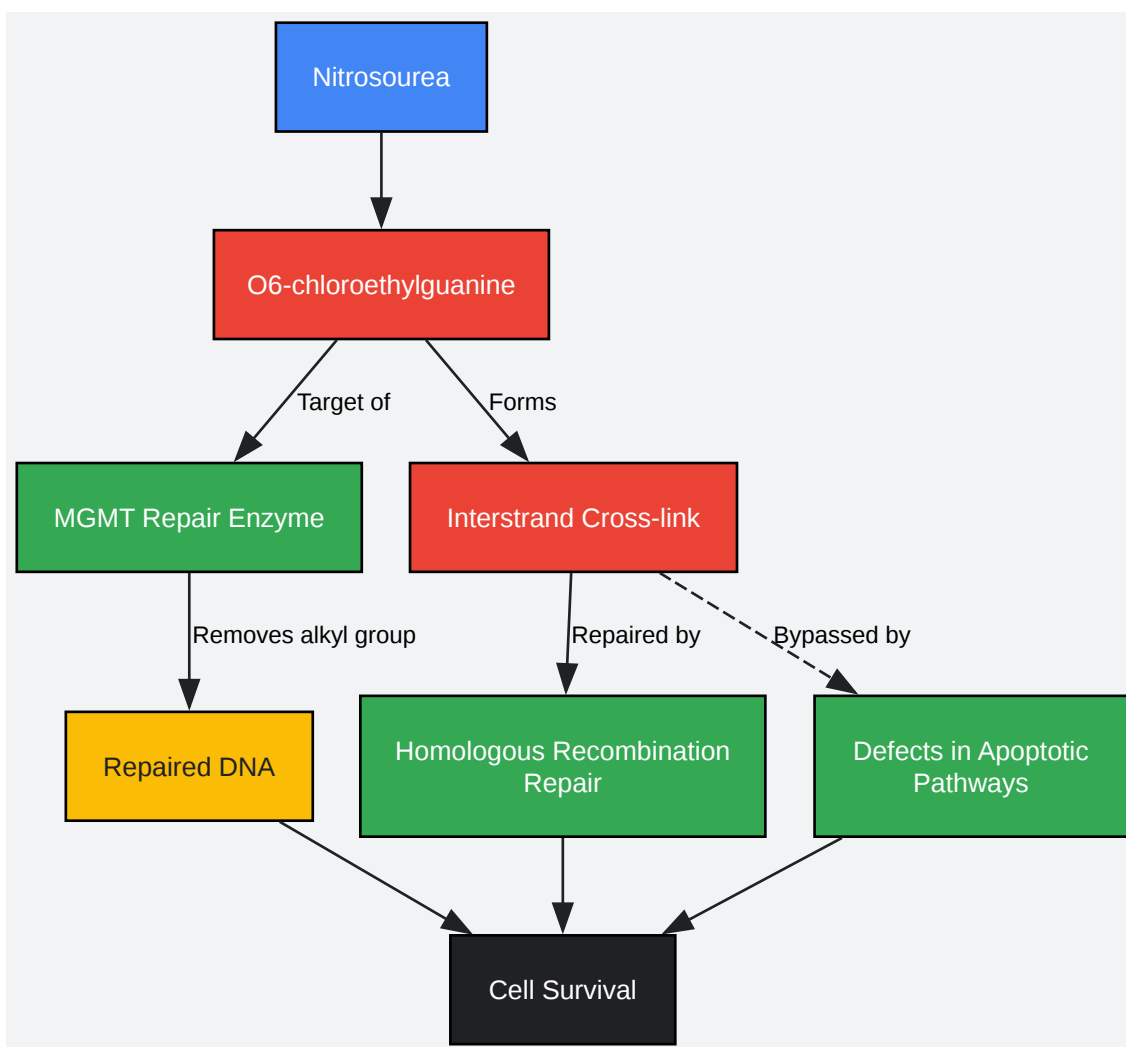 Nitrosourea
O6-chloroethylguanine
Target of
Forms
MGMT Repair Enzyme
Interstrand Cross-link
Removes alkyl group
Repaired by
Bypassed by
Repaired DNA
Homologous Recombination
Repair
Defects in Apoptotic
Pathways
Cell Survival